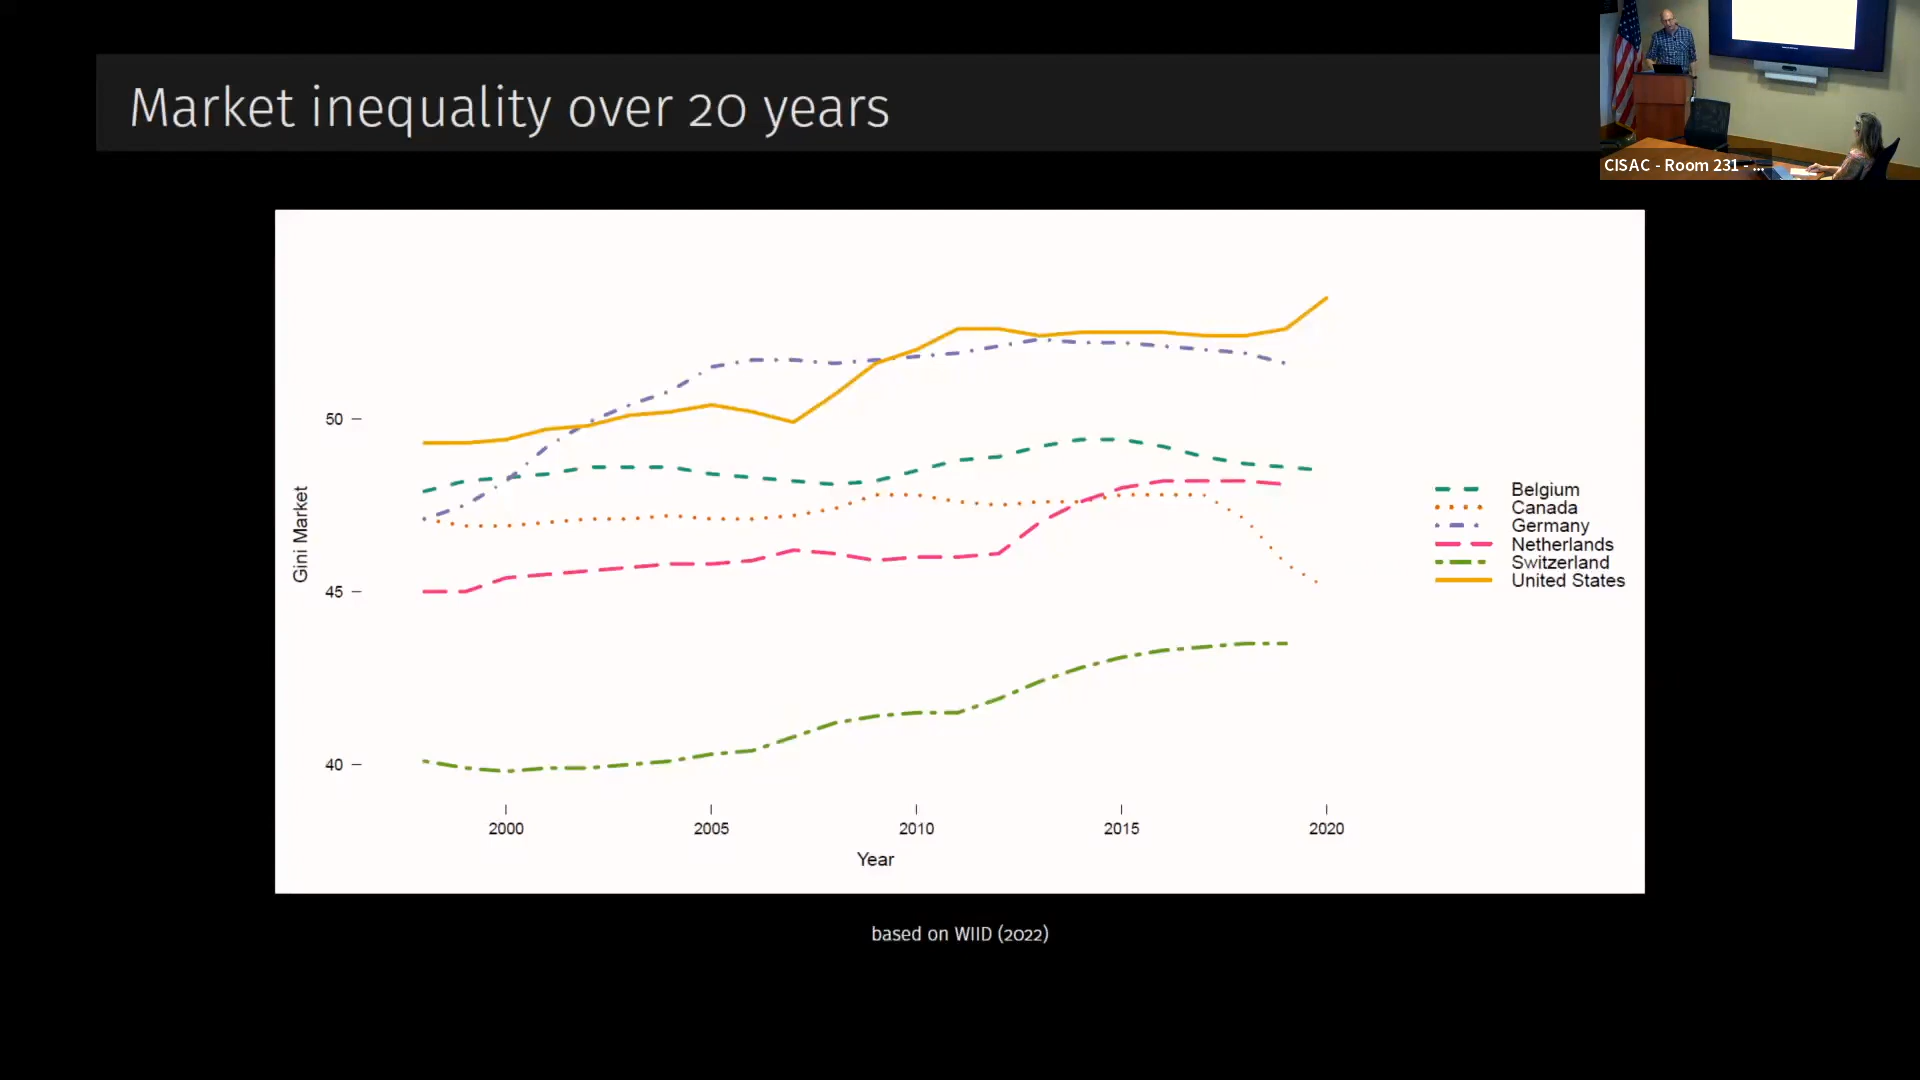 Market inequality over 20 years
CISAC - Room 231 - ...
Gini Market
50
45
40
2000
2005
2010
2015
2020
Year
Belgium
Canada
Germany
Netherlands
Switzerland
United States
based on WIID (2022)